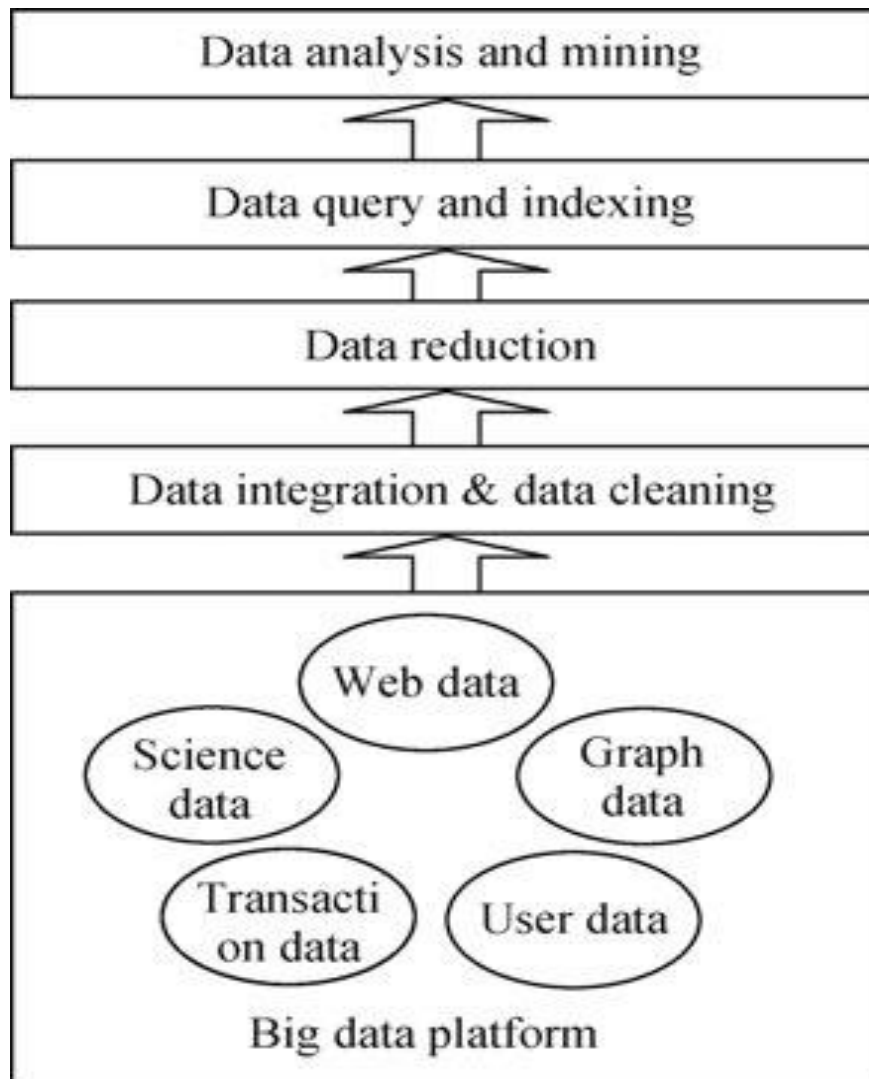 Data analysis and mining
Data query and indexing
Data reduction
Data integration & data cleaning
Web data
Science
data
Graph
data
Transacti
on data
User data
Big data platform